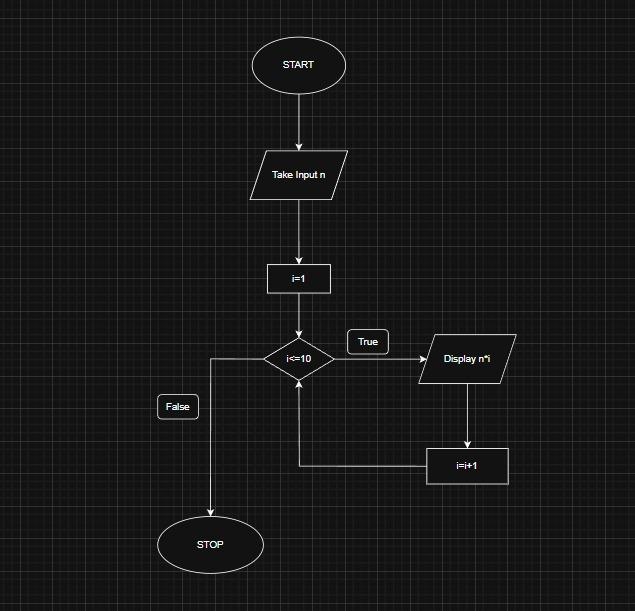 START
Take Input n
i=1
i<=10
True
Display n*i
False
i=i+1
STOP